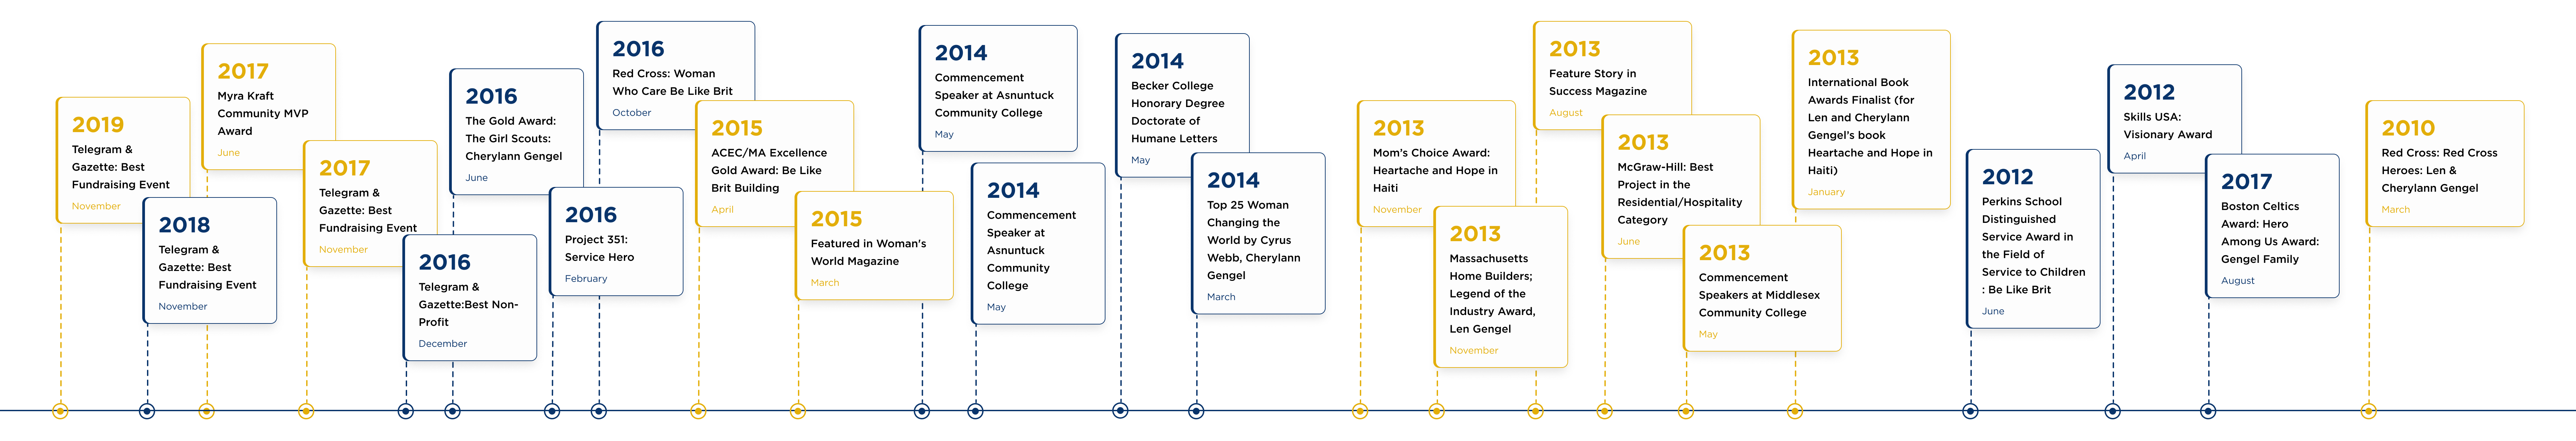 2019
Telegram &
Gazette: Best
Fundraising Event
November
2018
Telegram &
Gazette: Best
Fundraising Event
November
2017
Myra Kraft
Community MVP
Award
June
2017
Telegram &
Gazette: Best
Fundraising Event
November
2016
Telegram &
Gazette:Best Non-
Profit
December
2016
The Gold Award:
The Girl Scouts:
Cherylann Gengel
June
2016
Project 351:
Service Hero
February
2016
Red Cross: Woman
Who Care Be Like Brit
October
2015
ACEC/MA Excellence
Gold Award: Be Like
Brit Building
April
2015
Featured in Woman's
World Magazine
March
2014
Commencement
Speaker at Asnuntuck
Community College
May
2014
Commencement
Speaker at
Asnuntuck
Community
College
May
2014
Becker College
Honorary Degree
Doctorate of
Humane Letters
May
2014
Top 25 Woman
Changing the
World by Cyrus
Webb, Cherylann
Gengel
March
2013
Mom's Choice Award:
Heartache and Hope in
Haiti
November
2013
Massachusetts
Home Builders;
Legend of the
Industry Award,
Len Gengel
November
2013
Feature Story in
Success Magazine
August
2013
McGraw-Hill: Best
Project in the
Residential/Hospitality
Category
June
2013
Commencement
Speakers at Middlesex
Community College
May
2013
International Book
Awards Finalist (for
Len and Cherylann
Gengel's book
Heartache and Hope in
Haiti)
January
2012
Perkins School
Distinguished
Service Award in
the Field of
Service to Children
: Be Like Brit
June
2012
Skills USA:
Visionary Award
April
2017
Boston Celtics
Award: Hero
Among Us Award:
Gengel Family
August
2010
Red Cross: Red Cross
Heroes: Len &
Cherylann Gengel
March